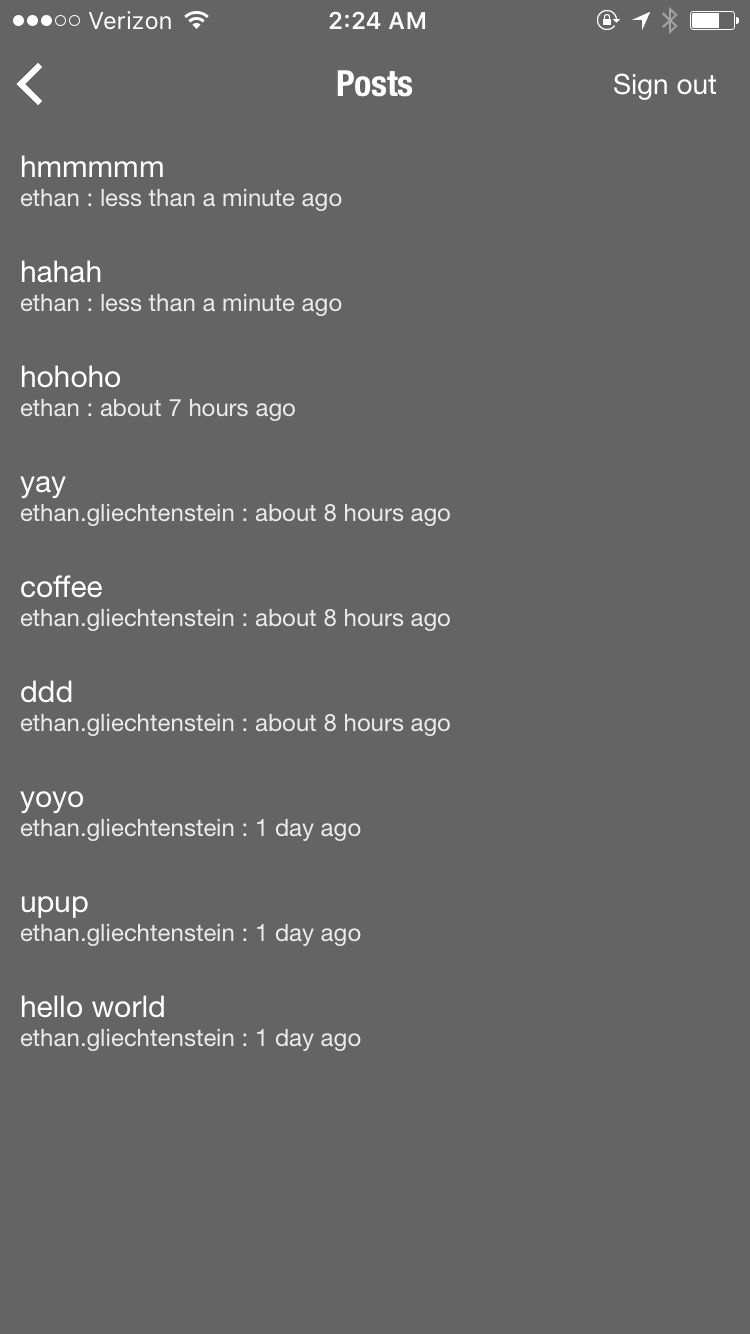 Verizon 2:24 AM
Posts Sign out
hmmmmm
ethan : less than a minute ago
hahah
ethan : less than a minute ago
hohoho
ethan : about 7 hours ago
yay
ethan.gliechtenstein : about 8 hours ago
coffee
ethan.gliechtenstein : about 8 hours ago
ddd
ethan.gliechtenstein : about 8 hours ago
yoyo
ethan.gliechtenstein : 1 day ago
upup
ethan.gliechtenstein : 1 day ago
hello world
ethan.gliechtenstein : 1 day ago